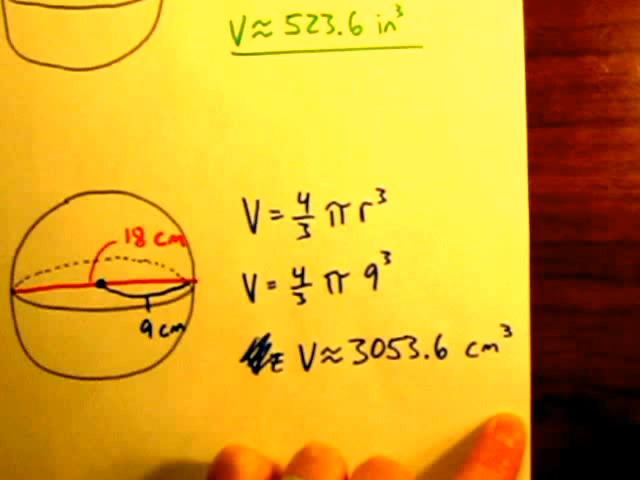 V ≈ 523.6 in³
18 cm
9 cm
V = 4/3 π r³
V = 4/3 π 9³
V ≈ 3053.6 cm³